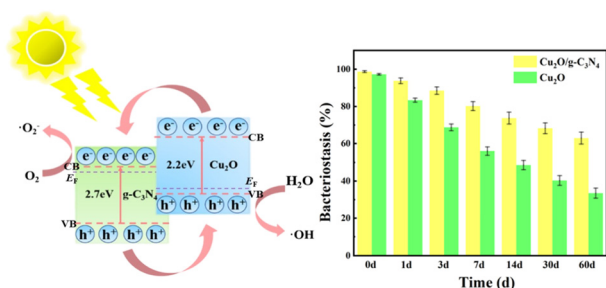 e⁻ e⁻ e⁻ e⁻
CB
·O₂⁻
e⁻ e⁻ e⁻ e⁻
CB
2.2eV
Cu₂O
O₂
E_F
E_F
H₂O
2.7eV
g-C₃N₄
VB
h⁺ h⁺ h⁺ h⁺
VB
h⁺ h⁺ h⁺ h⁺
·OH
Bacteriostasis (%)
100
80
60
40
20
0
Cu₂O/g-C₃N₄
Cu₂O
0d 1d 3d 7d 14d 30d 60d
Time (d)